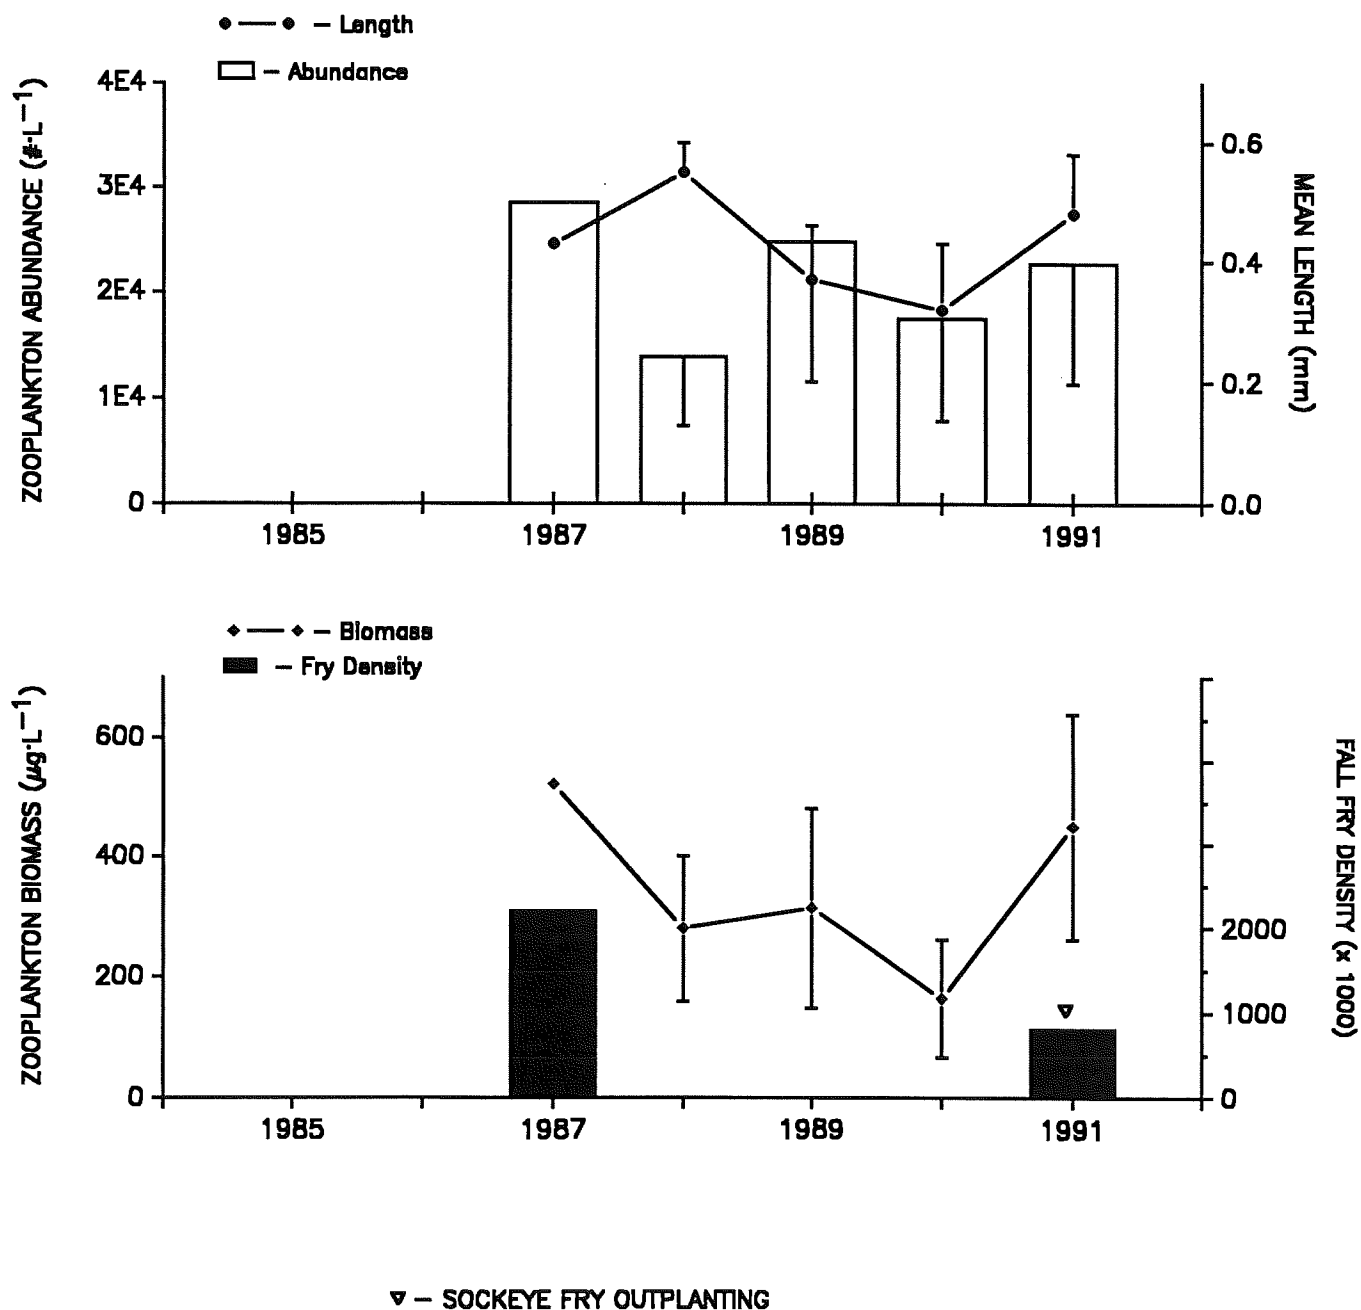 ● — ● – Length
□ – Abundance
ZOOPLANKTON ABUNDANCE (#·L⁻¹)
4E4
3E4
2E4
1E4
0
MEAN LENGTH (mm)
0.6
0.4
0.2
0.0
1985 1987 1989 1991
◆ — ◆ – Biomass
■ – Fry Density
ZOOPLANKTON BIOMASS (µg·L⁻¹)
600
400
200
0
FALL FRY DENSITY (x 1000)
2000
1000
0
1985 1987 1989 1991
▽ – SOCKEYE FRY OUTPLANTING